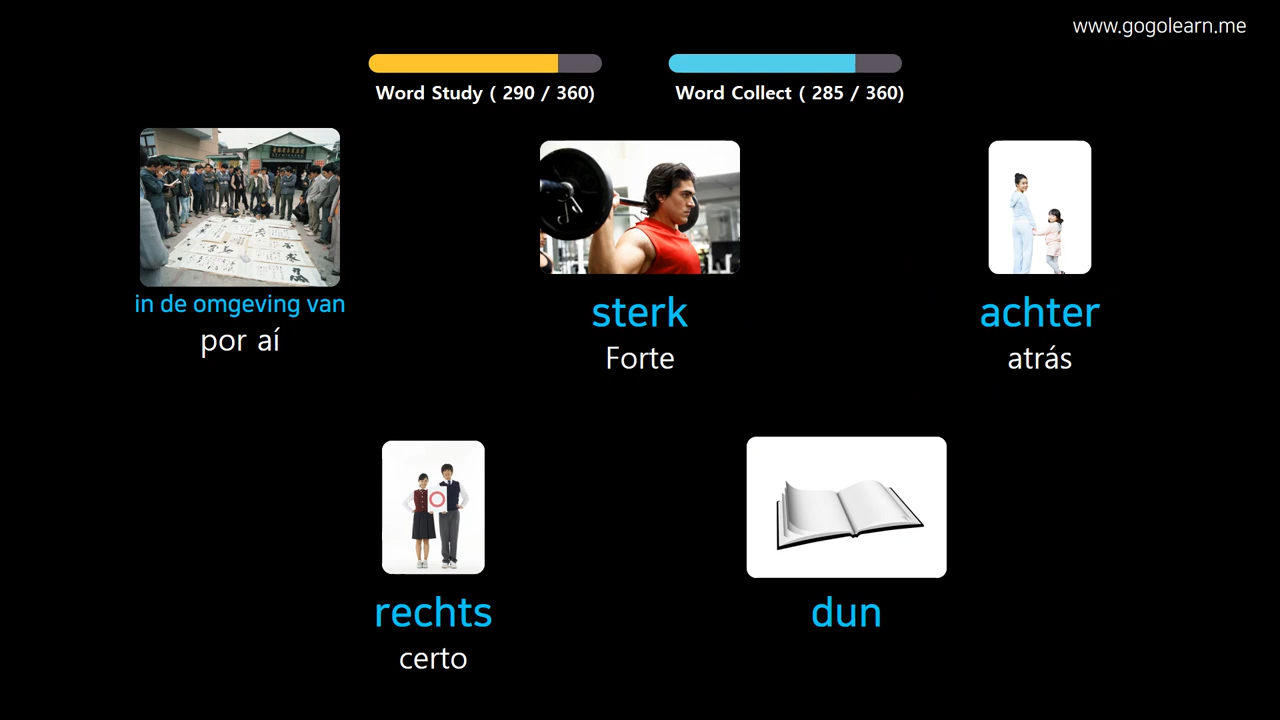 www.gogolearn.me
Word Study ( 290 / 360)
Word Collect ( 285 / 360)
in de omgeving van
por aí
sterk
Forte
achter
atrás
rechts
certo
dun